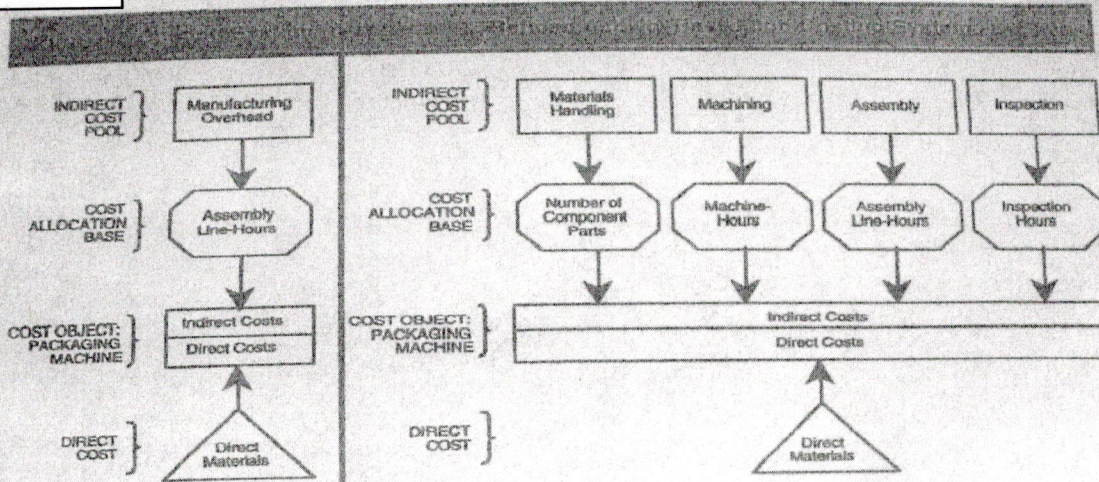 INDIRECT
COST
POOL
Manufacturing
Overhead
COST
ALLOCATION
BASE
Assembly
Line-Hours
COST OBJECT:
PACKAGING
MACHINE
Indirect Costs
Direct Costs
DIRECT
COST
Direct
Materials
INDIRECT
COST
POOL
Materials
Handling
Machining
Assembly
Inspection
COST
ALLOCATION
BASE
Number of
Component
Parts
Machine-
Hours
Assembly
Line-Hours
Inspection
Hours
COST OBJECT:
PACKAGING
MACHINE
Indirect Costs
Direct Costs
DIRECT
COST
Direct
Materials